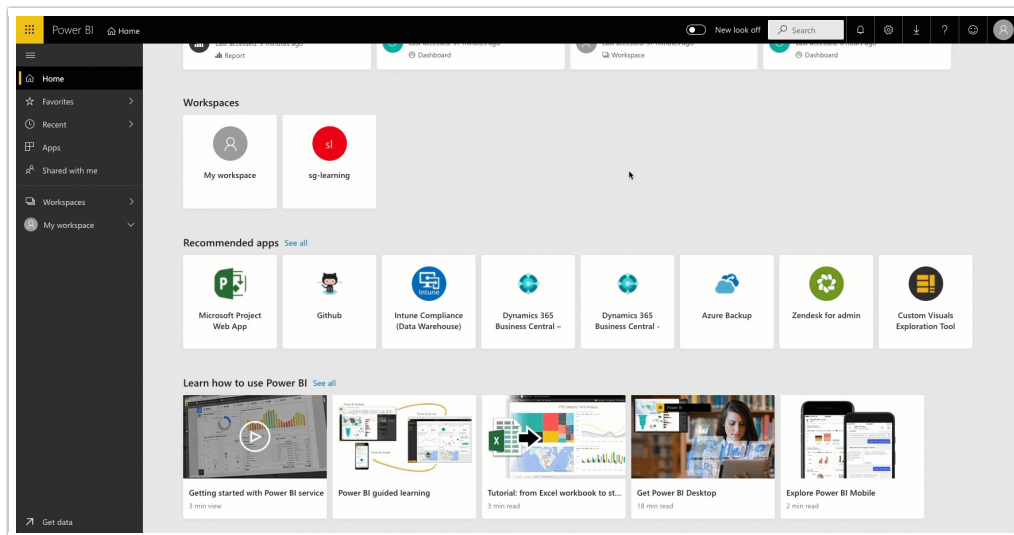 Power BI
Home
New look off
Search
Report
Dashboard
Workspace
Dashboard
Home
Favorites
Recent
Apps
Shared with me
Workspaces
My workspace
Get data
Workspaces
My workspace
sl
sg-learning
Recommended apps See all
Microsoft Project
Web App
Github
Intune
Intune Compliance
(Data Warehouse)
Dynamics 365
Business Central –
Dynamics 365
Business Central -
Azure Backup
Zendesk for admin
Custom Visuals
Exploration Tool
Learn how to use Power BI See all
Getting started with Power BI service
3 min view
Power BI guided learning
Tutorial: from Excel workbook to st...
3 min read
Power BI
Get Power BI Desktop
18 min read
Explore Power BI Mobile
2 min read